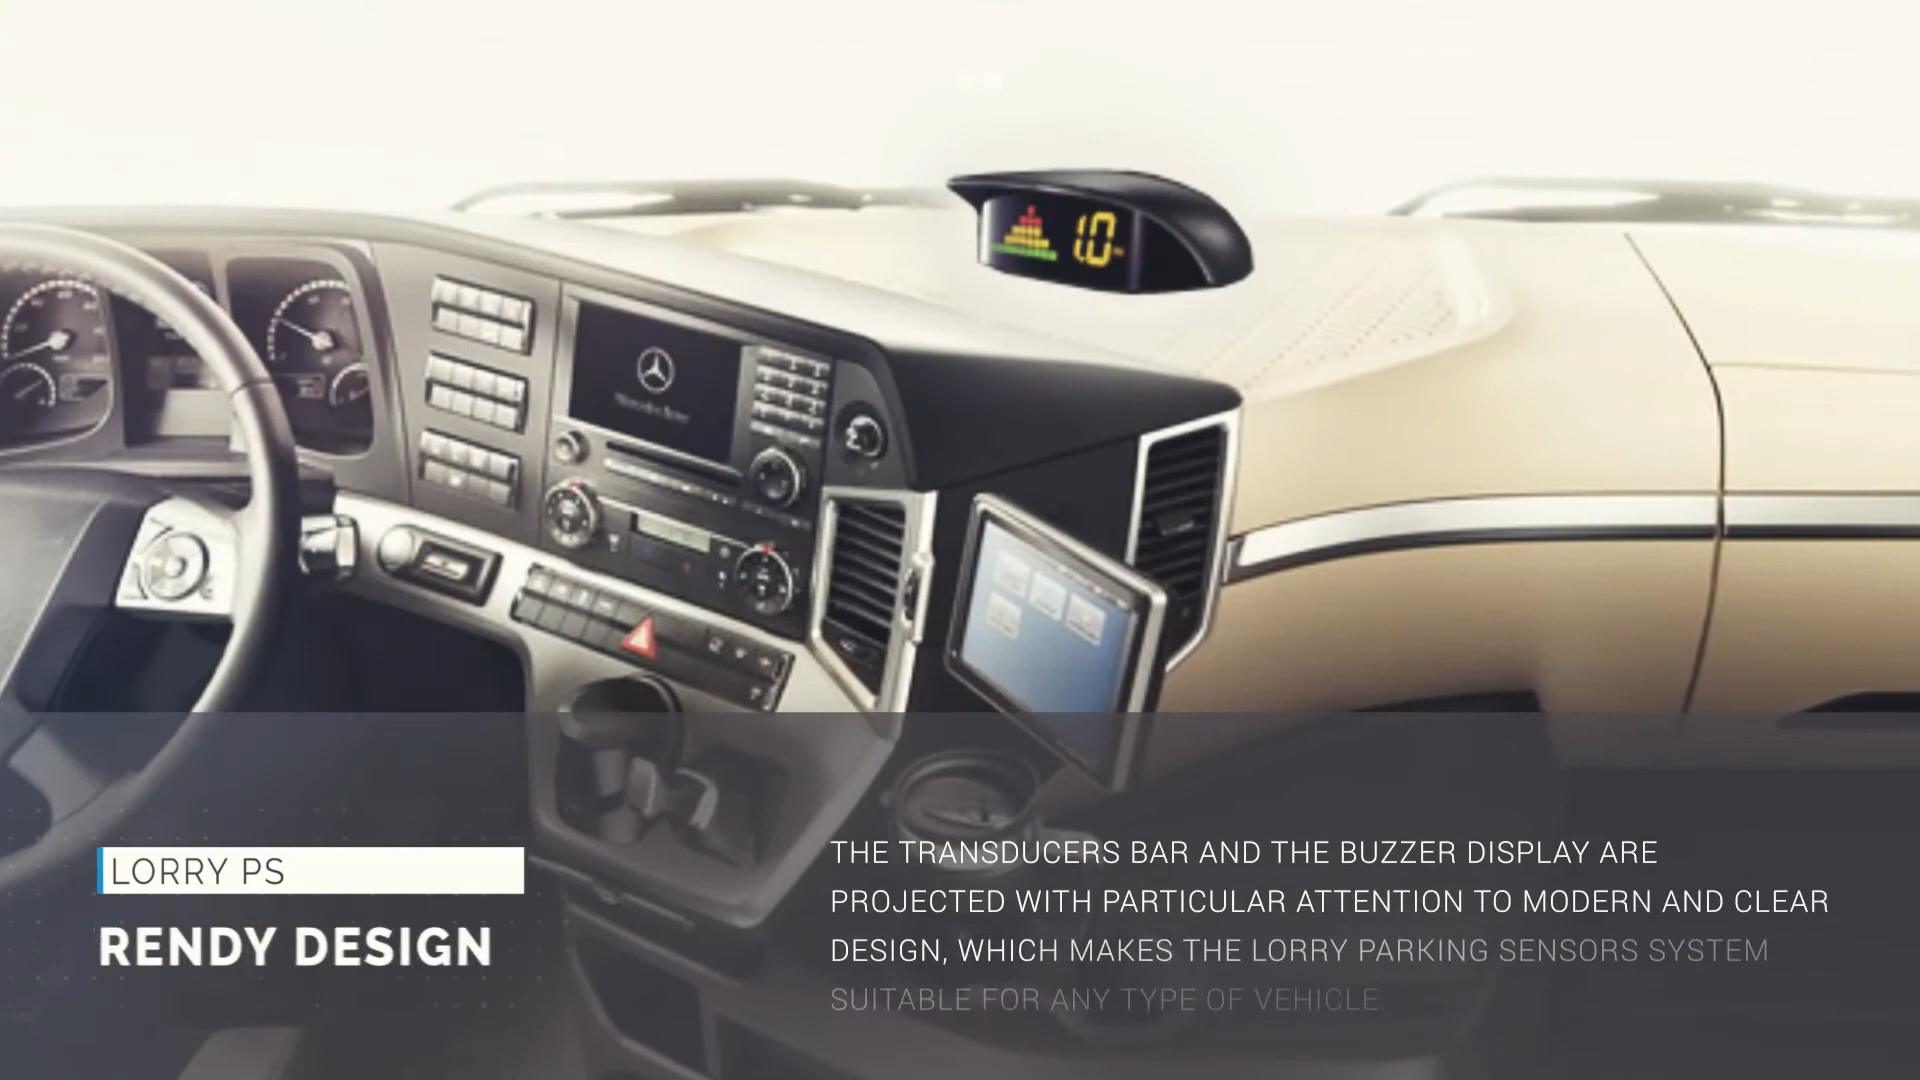 1.0
LORRY PS
RENDY DESIGN
THE TRANSDUCERS BAR AND THE BUZZER DISPLAY ARE
PROJECTED WITH PARTICULAR ATTENTION TO MODERN AND CLEAR
DESIGN, WHICH MAKES THE LORRY PARKING SENSORS SYSTEM
SUITABLE FOR ANY TYPE OF VEHICLE